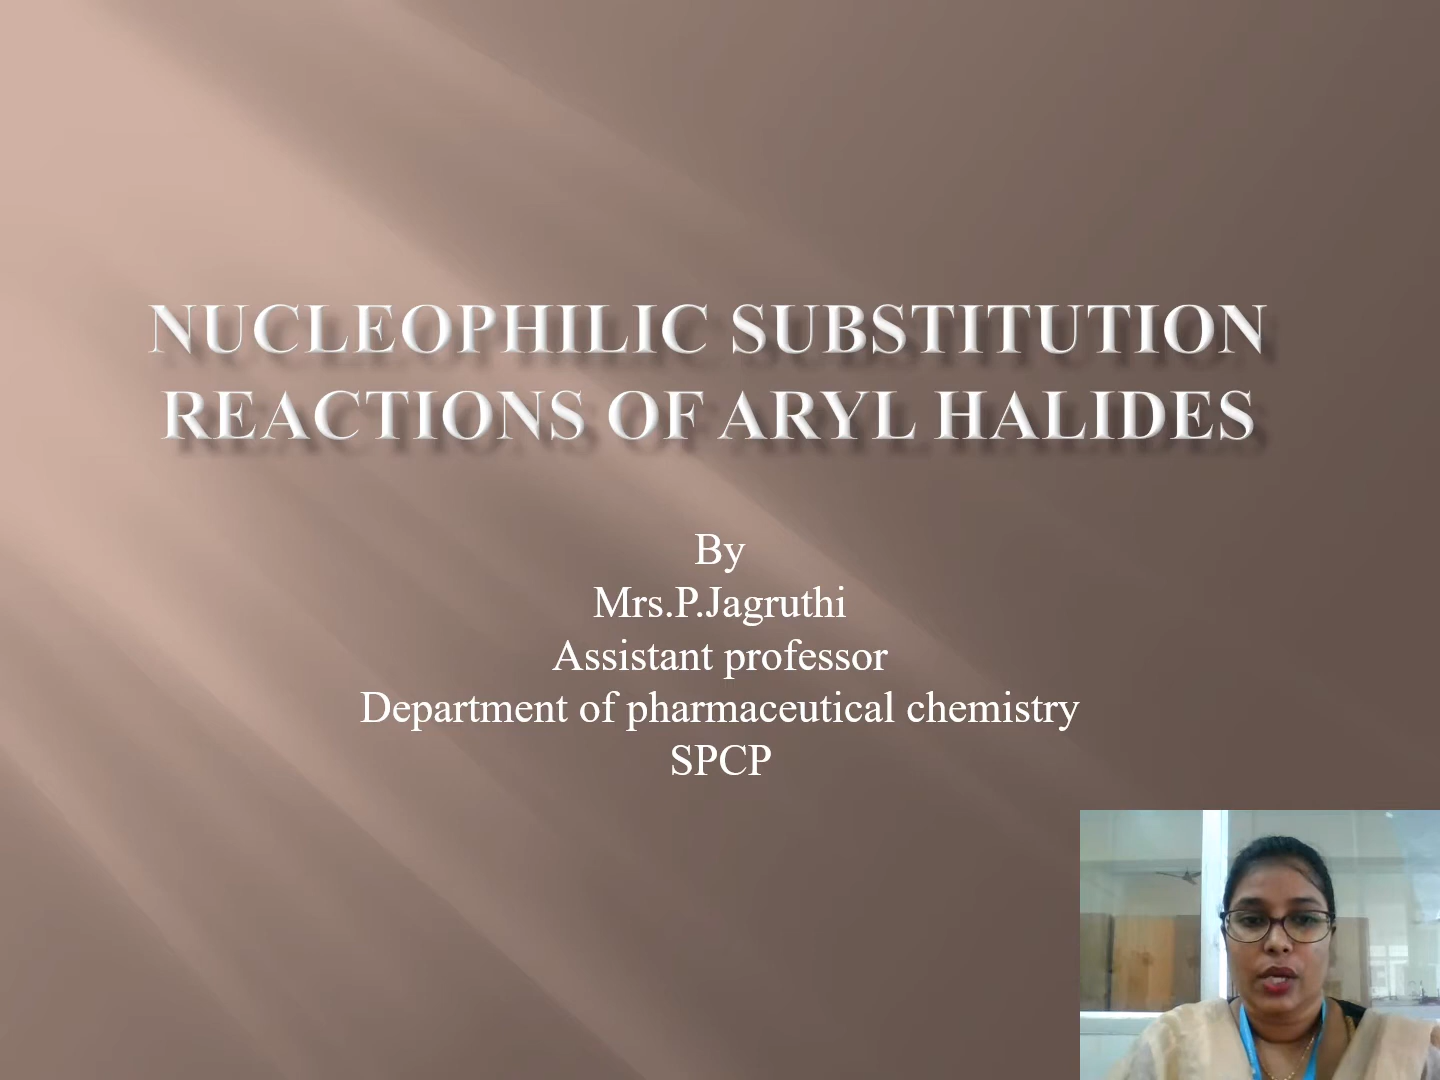 NUCLEOPHILIC SUBSTITUTION
REACTIONS OF ARYL HALIDES
By
Mrs.P.Jagruthi
Assistant professor
Department of pharmaceutical chemistry
SPCP